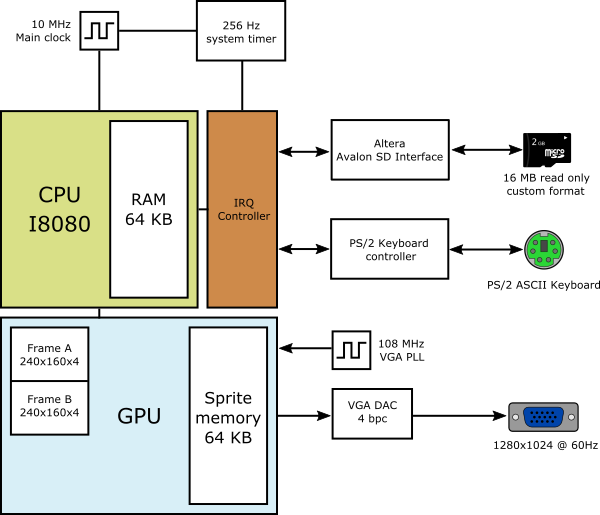 10 MHz
Main clock
256 Hz
system timer
CPU
I8080
RAM
64 KB
IRQ
Controller
Altera
Avalon SD Interface
2 GB
micro
16 MB read only
custom format
PS/2 Keyboard
controller
PS/2 ASCII Keyboard
Frame A
240x160x4
Frame B
240x160x4
GPU
Sprite
memory
64 KB
108 MHz
VGA PLL
VGA DAC
4 bpc
1280x1024 @ 60Hz